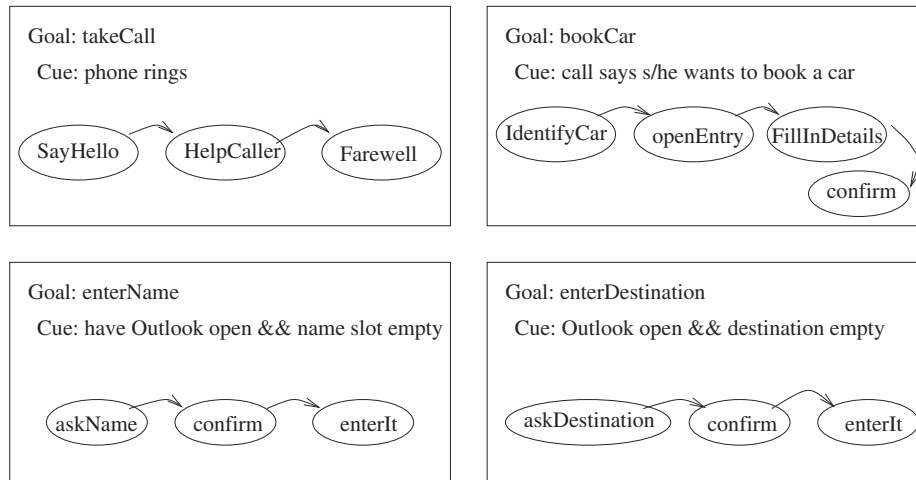 Goal: takeCall
Cue: phone rings
SayHello HelpCaller Farewell
Goal: bookCar
Cue: call says s/he wants to book a car
IdentifyCar openEntry FillInDetails
confirm
Goal: enterName
Cue: have Outlook open && name slot empty
askName confirm enterIt
Goal: enterDestination
Cue: Outlook open && destination empty
askDestination confirm enterIt